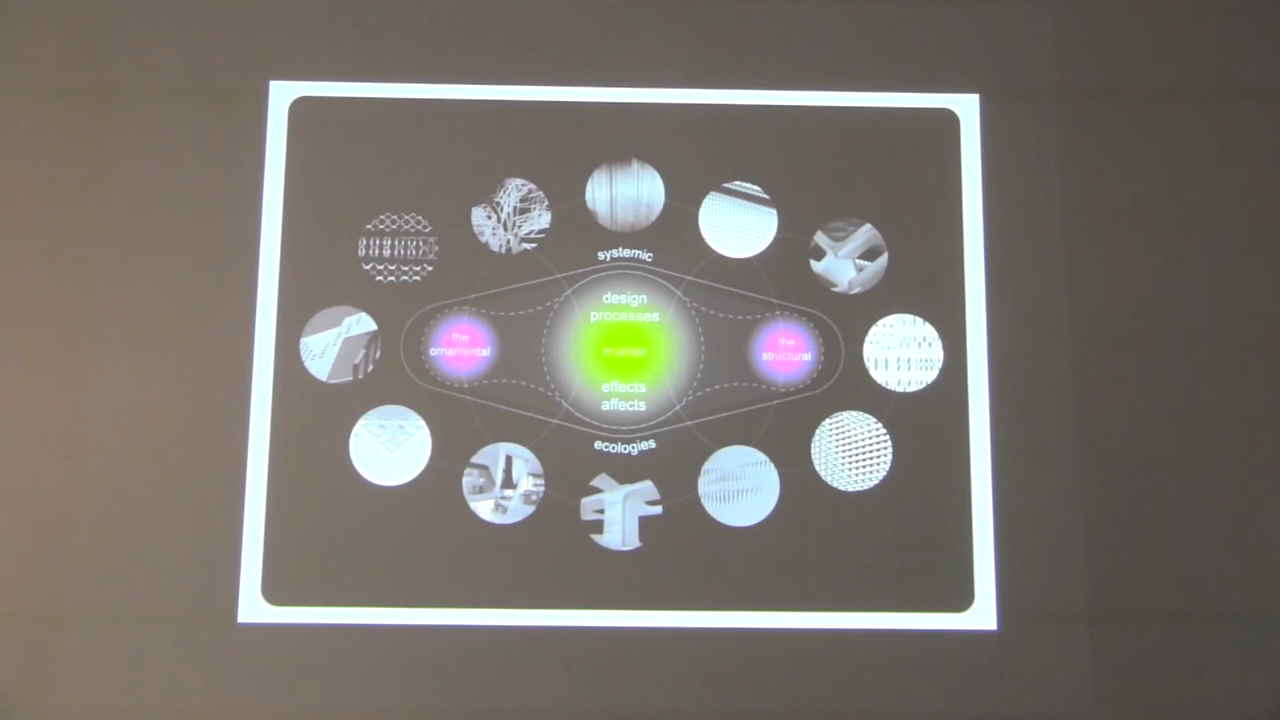 systemic
design
processes
the
ornamental
matter
the
structural
effects
affects
ecologies